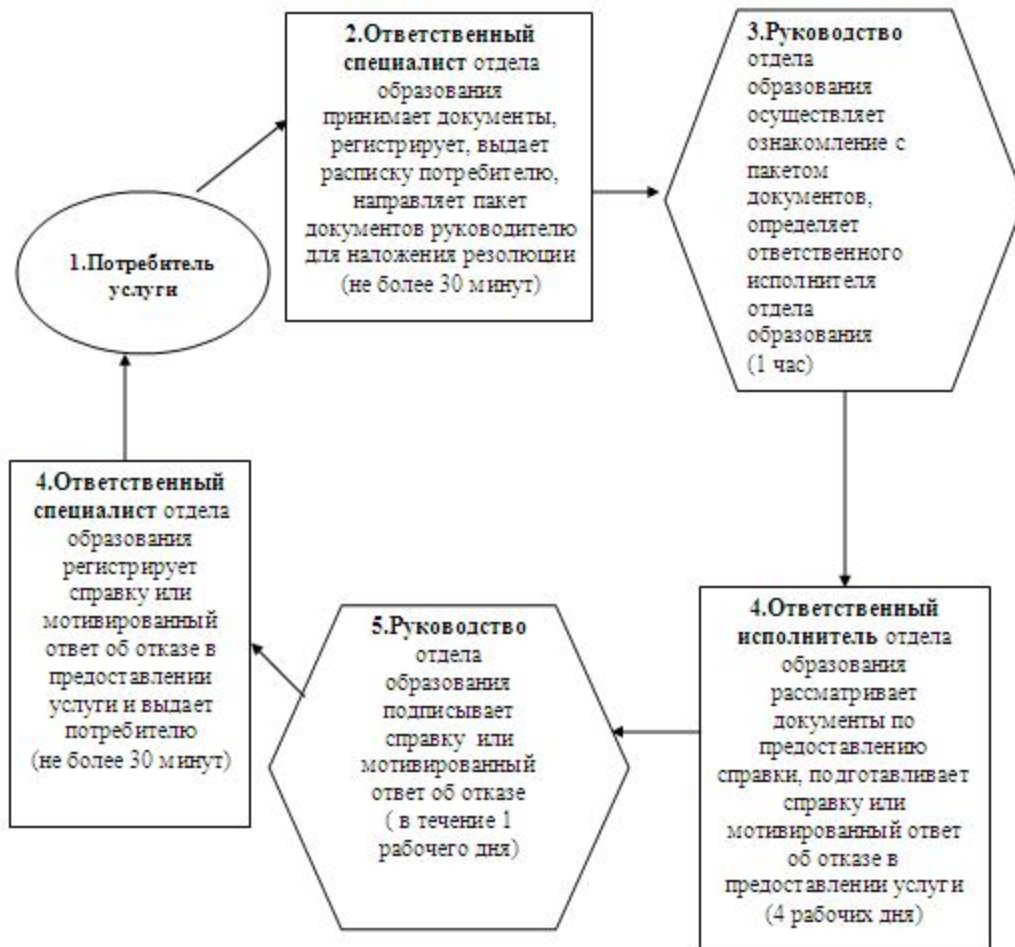 1.Потребитель
услуги
2.Ответственный
специалист отдела
образования
принимает документы,
регистрирует, выдает
расписку потребителю,
направляет пакет
документов руководителю
для наложения резолюции
(не более 30 минут)
3.Руководство
отдела
образования
осуществляет
ознакомление с
пакетом
документов,
определяет
ответственного
исполнителя
отдела
образования
(1 час)
4.Ответственный
исполнитель отдела
образования
рассматривает
документы по
предоставлению
справки, подготавливает
справку или
мотивированный ответ
об отказе в
предоставлении услуги
(4 рабочих дня)
5.Руководство
отдела
образования
подписывает
справку или
мотивированный
ответ об отказе
( в течение 1
рабочего дня)
4.Ответственный
специалист отдела
образования
регистрирует
справку или
мотивированный
ответ об отказе в
предоставлении
услуги и выдает
потребителю
(не более 30 минут)